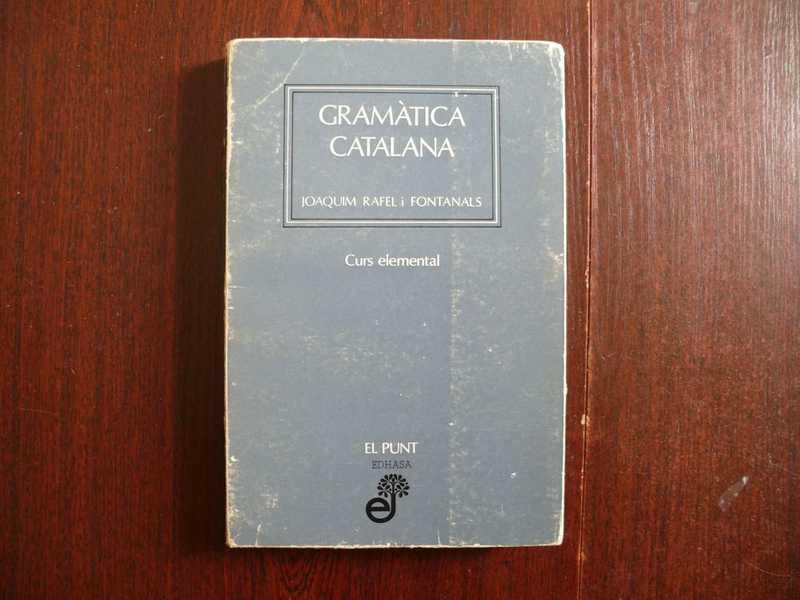 GRAMÀTICA
CATALANA
JOAQUIM RAFEL i FONTANALS
Curs elemental
EL PUNT
EDHASA
e